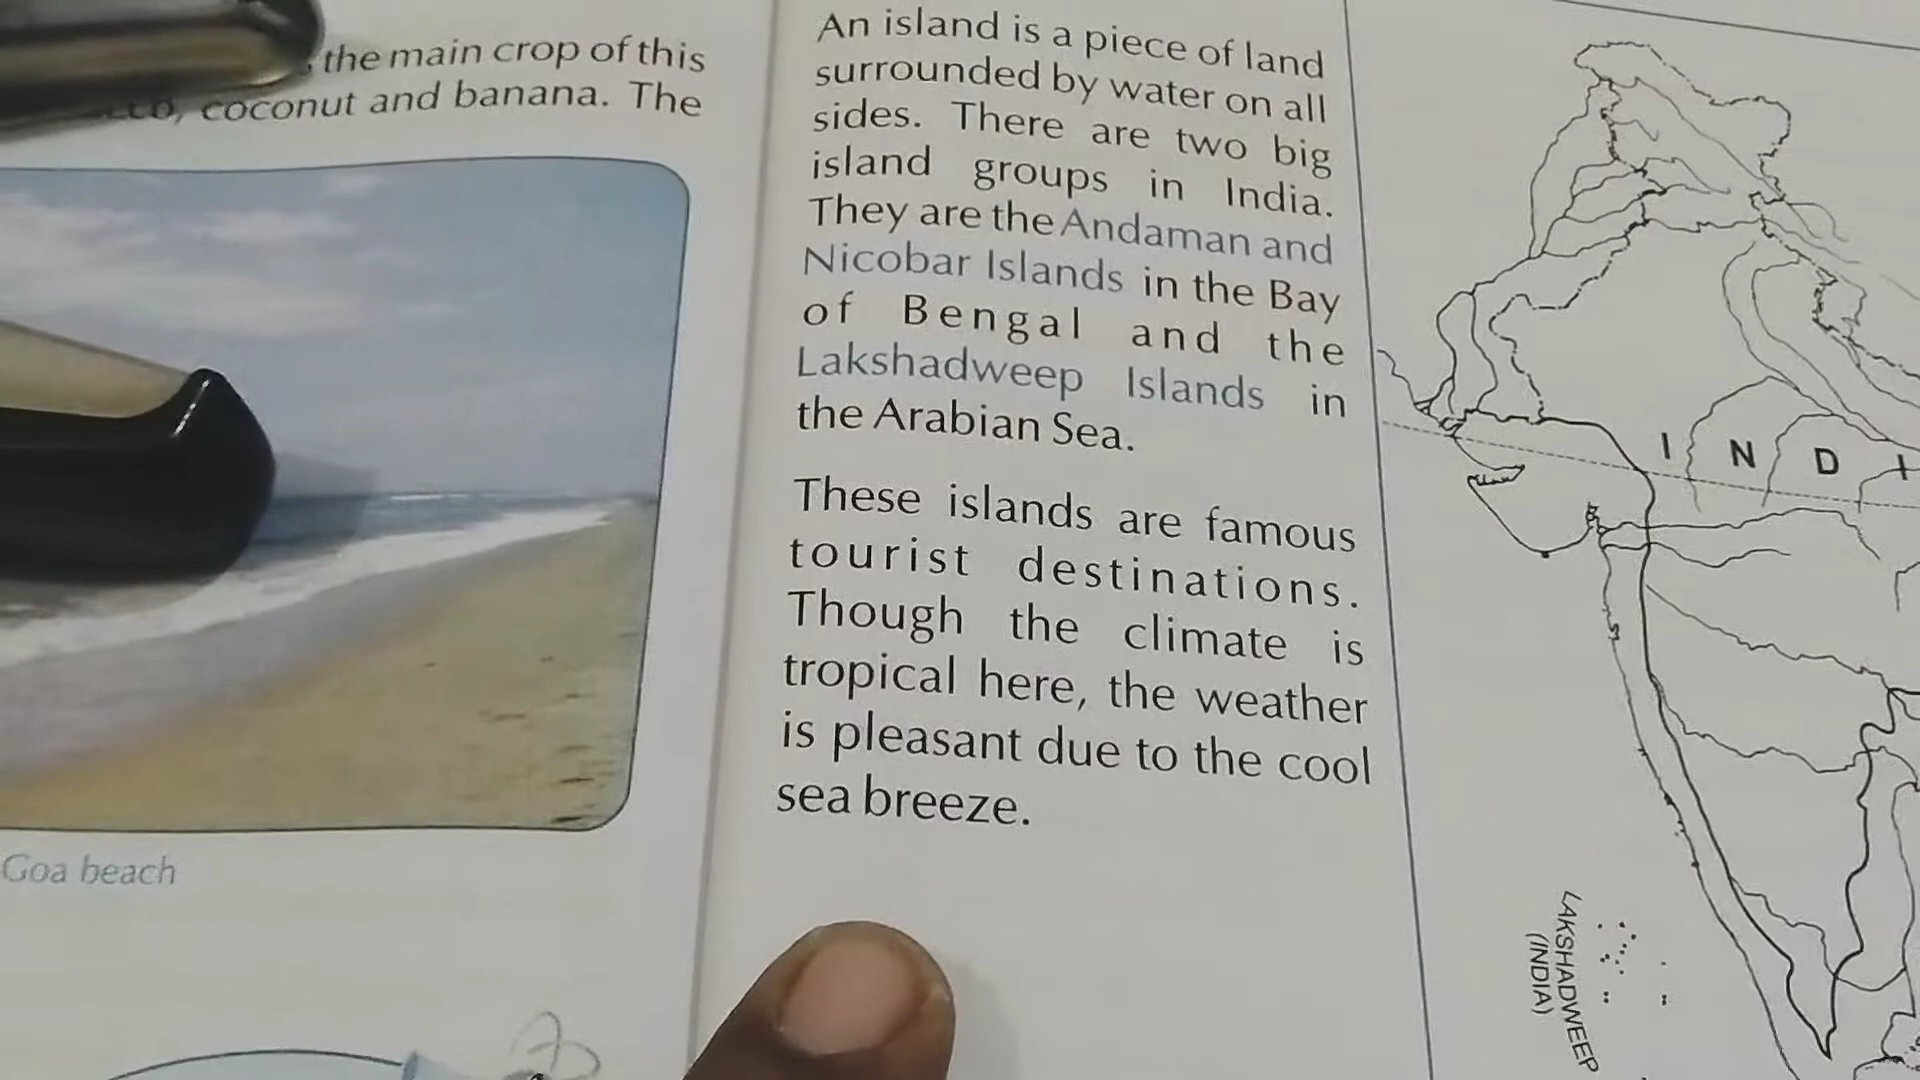 the main crop of this
coconut and banana. The
Goa beach
An island is a piece of land
surrounded by water on all
sides. There are two big
island groups in India.
They are the Andaman and
Nicobar Islands in the Bay
of Bengal and the
Lakshadweep Islands in
the Arabian Sea.
These islands are famous
tourist destinations.
Though the climate is
tropical here, the weather
is pleasant due to the cool
sea breeze.
I N D I
LAKSHADWEEP
(INDIA)